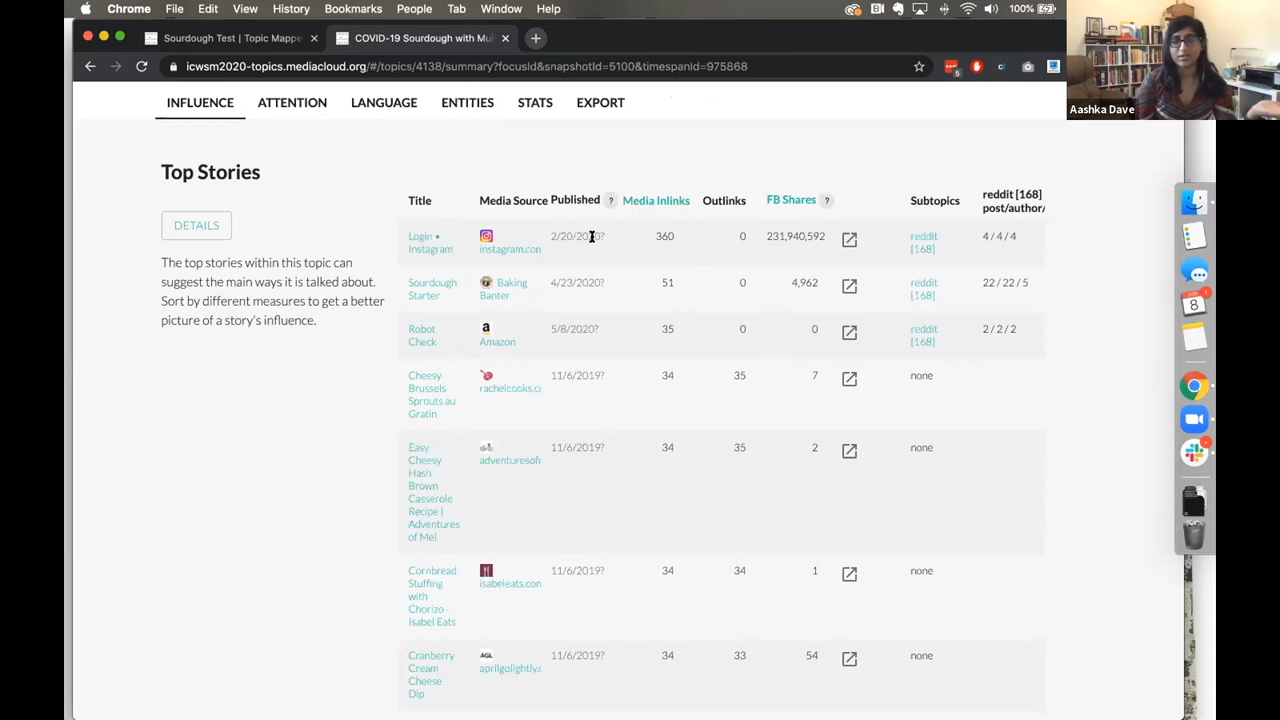 Chrome File Edit View History Bookmarks People Tab Window Help 100%
Sourdough Test | Topic Mappe
COVID-19 Sourdough with Mul
icwsm2020-topics.mediacloud.org/#/topics/4138/summary?focusId&snapshotId=5100&timespanId=975868
Aashka Dave
INFLUENCE ATTENTION LANGUAGE ENTITIES STATS EXPORT
Top Stories
DETAILS
The top stories within this topic can
suggest the main ways it is talked about.
Sort by different measures to get a better
picture of a story's influence.
Title Media Source Published ? Media Inlinks Outlinks FB Shares ? Subtopics reddit [168]
post/author/
Login • 2/20/2020? 360 0 231,940,592 reddit 4 / 4 / 4
Instagram instagram.con [168]
Sourdough Baking 4/23/2020? 51 0 4,962 reddit 22 / 22 / 5
Starter Banter [168]
Robot 5/8/2020? 35 0 0 reddit 2 / 2 / 2
Check Amazon [168]
Cheesy 11/6/2019? 34 35 7 none
Brussels rachelcooks.cc
Sprouts au
Gratin
Easy 11/6/2019? 34 35 2 none
Cheesy adventuresofr
Hash
Brown
Casserole
Recipe |
Adventures
of Mel
Cornbread 11/6/2019? 34 34 1 none
Stuffing isabeleats.con
with
Chorizo -
Isabel Eats
Cranberry AGL 11/6/2019? 34 33 54 none
Cream aprilgolightly.c
Cheese
Dip